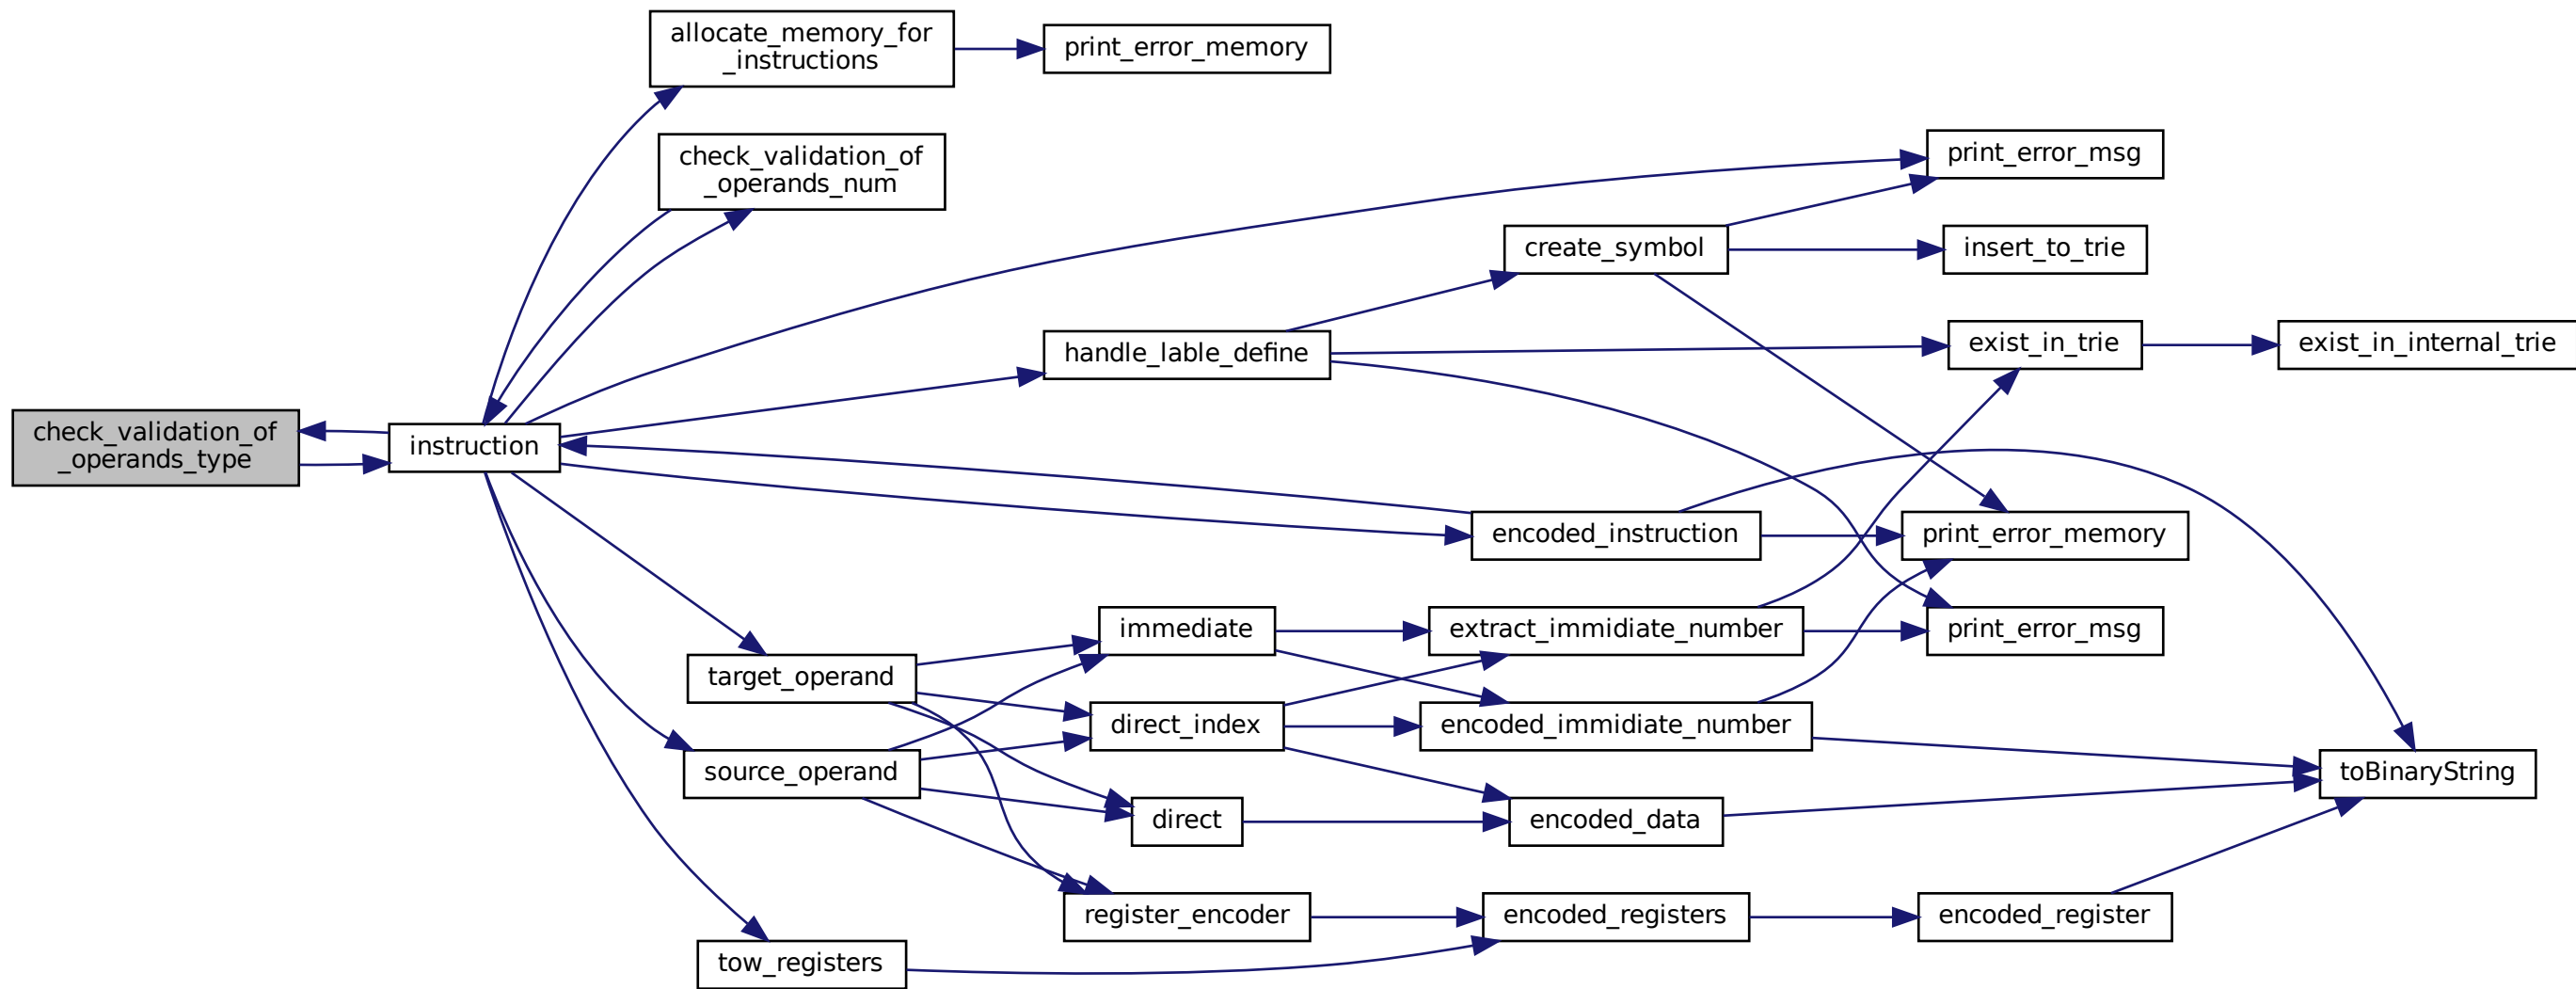 allocate_memory_for
_instructions
print_error_memory
check_validation_of
_operands_num
print_error_msg
create_symbol
insert_to_trie
handle_lable_define
exist_in_trie
exist_in_internal_trie
check_validation_of
_operands_type
instruction
encoded_instruction
print_error_memory
immediate
extract_immidiate_number
print_error_msg
target_operand
direct_index
encoded_immidiate_number
source_operand
toBinaryString
direct
encoded_data
register_encoder
encoded_registers
encoded_register
tow_registers